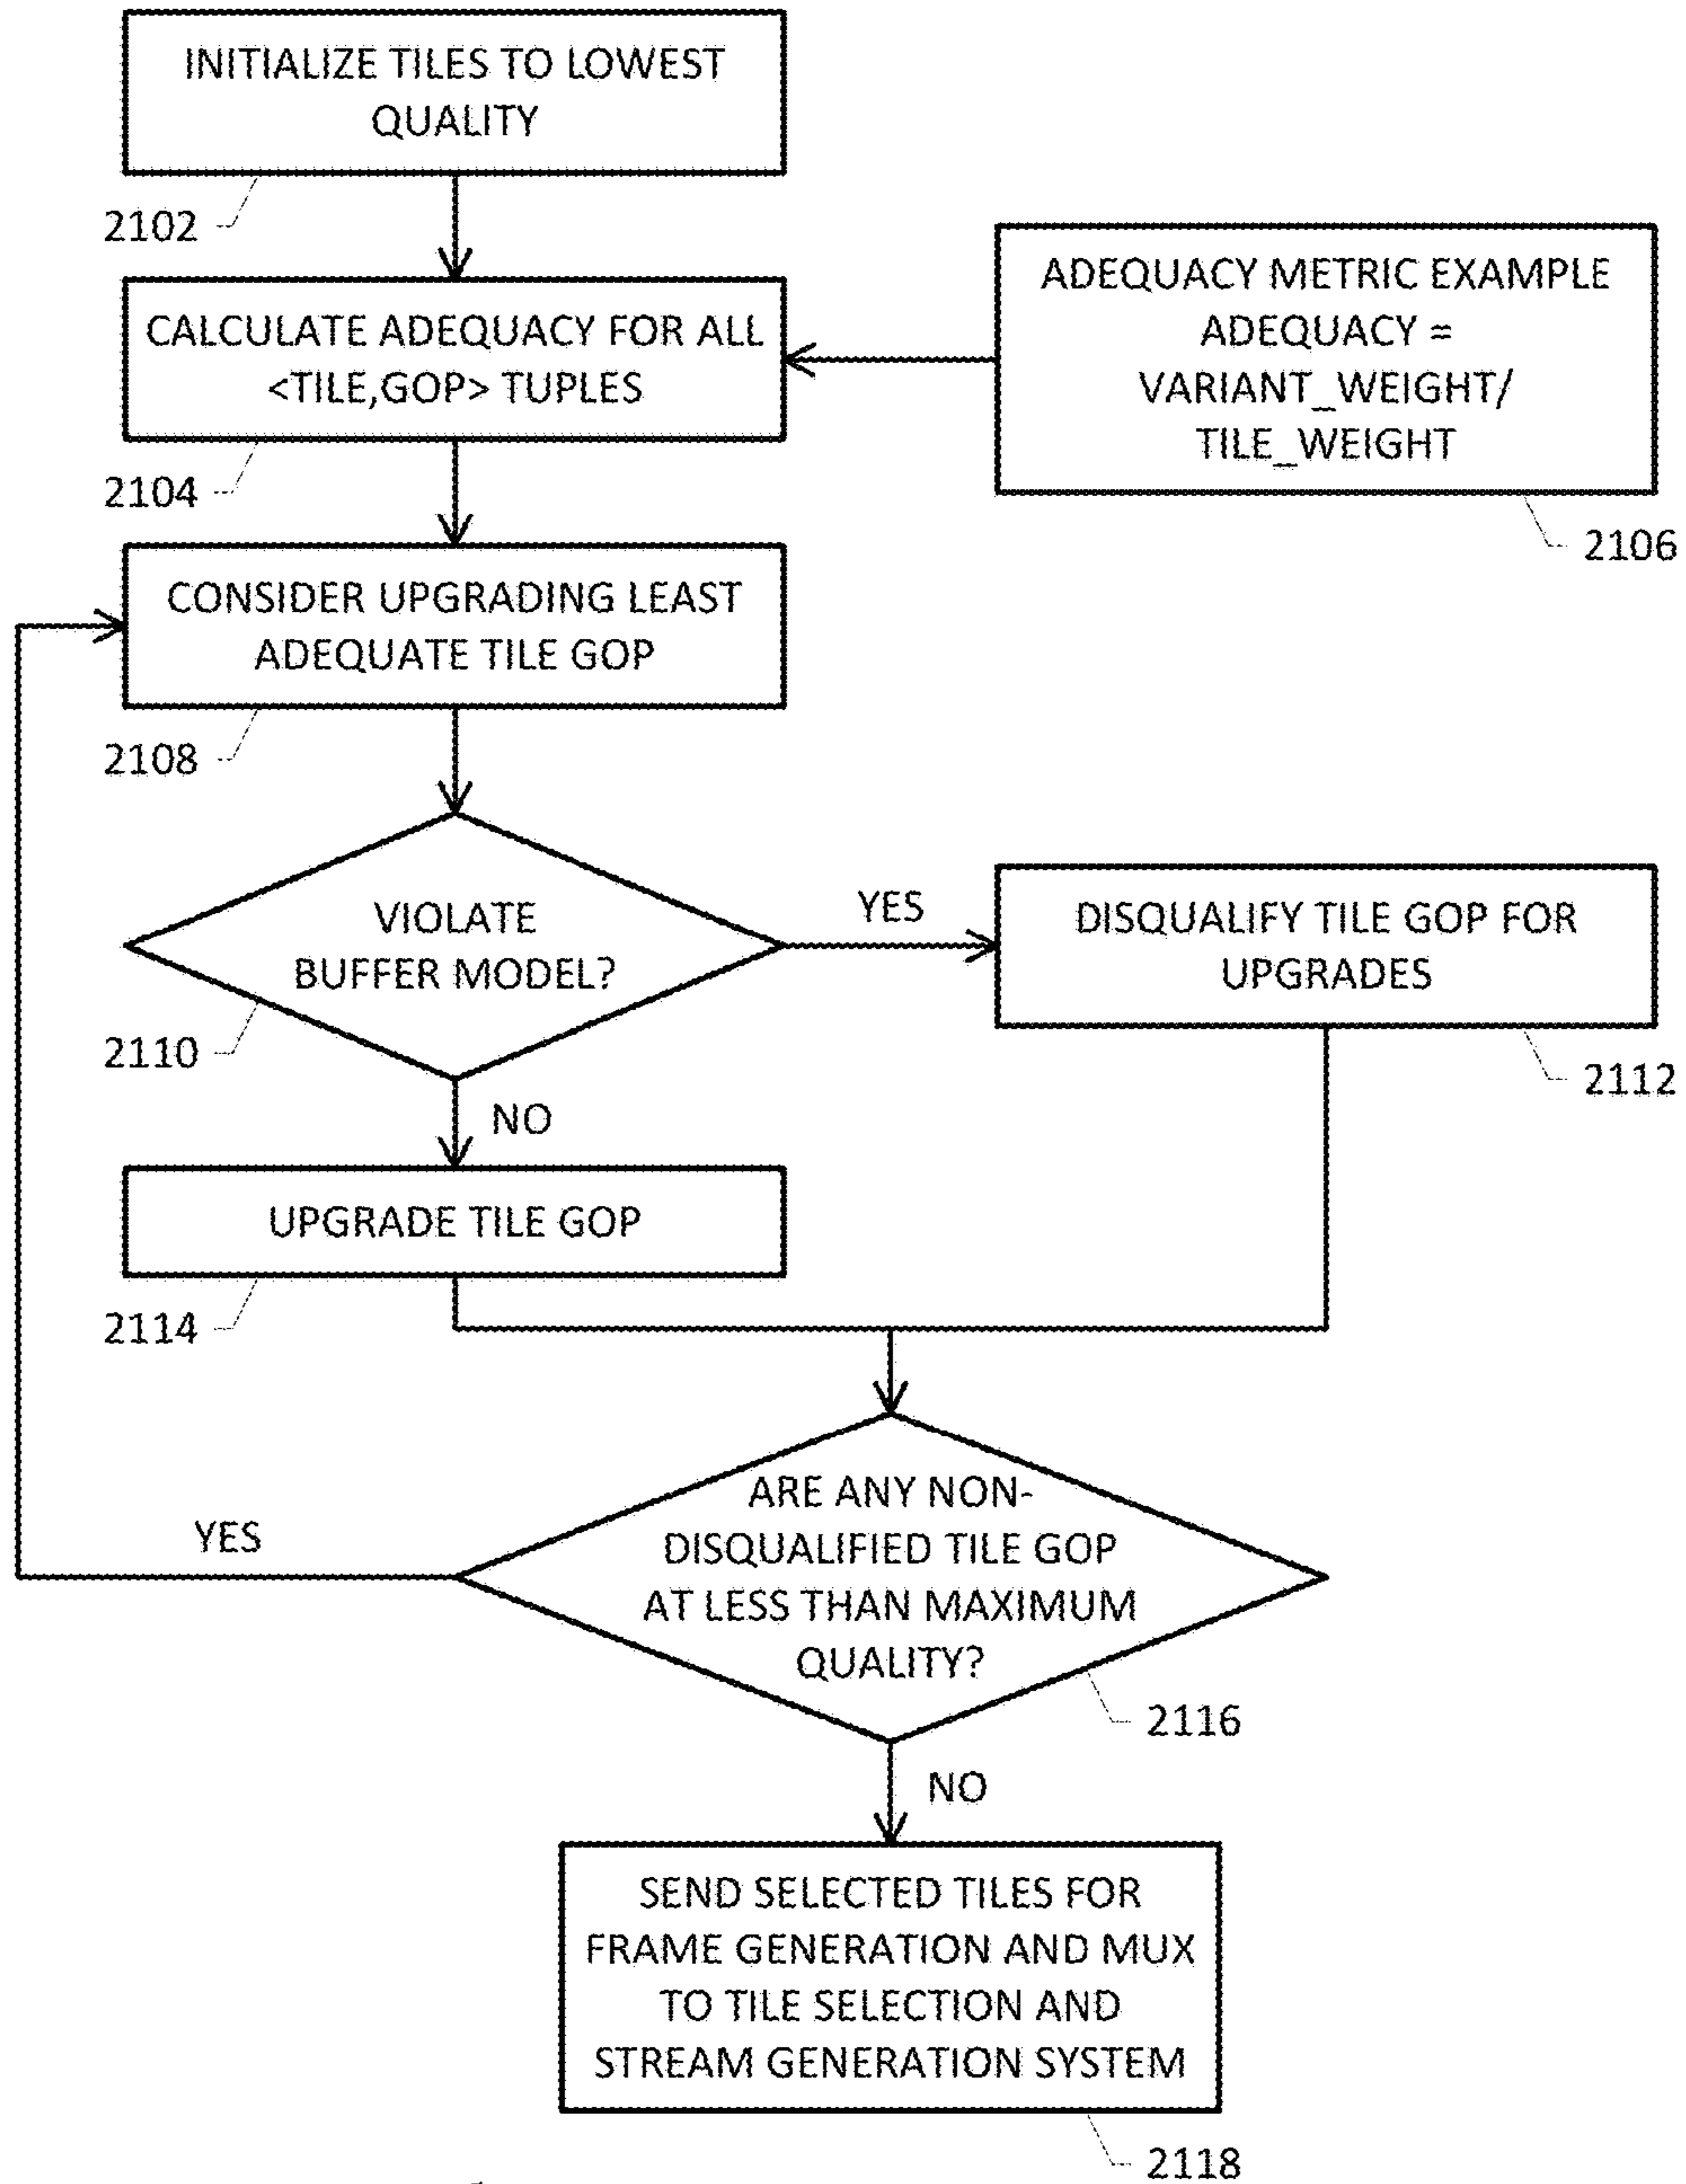 INITIALIZE TILES TO LOWEST
QUALITY
2102
CALCULATE ADEQUACY FOR ALL
<TILE,GOP> TUPLES
2104
ADEQUACY METRIC EXAMPLE
ADEQUACY =
VARIANT_WEIGHT/
TILE_WEIGHT
2106
CONSIDER UPGRADING LEAST
ADEQUATE TILE GOP
2108
VIOLATE
BUFFER MODEL?
2110
YES
DISQUALIFY TILE GOP FOR
UPGRADES
2112
NO
UPGRADE TILE GOP
2114
ARE ANY NON-
DISQUALIFIED TILE GOP
AT LESS THAN MAXIMUM
QUALITY?
2116
YES
NO
SEND SELECTED TILES FOR
FRAME GENERATION AND MUX
TO TILE SELECTION AND
STREAM GENERATION SYSTEM
2118